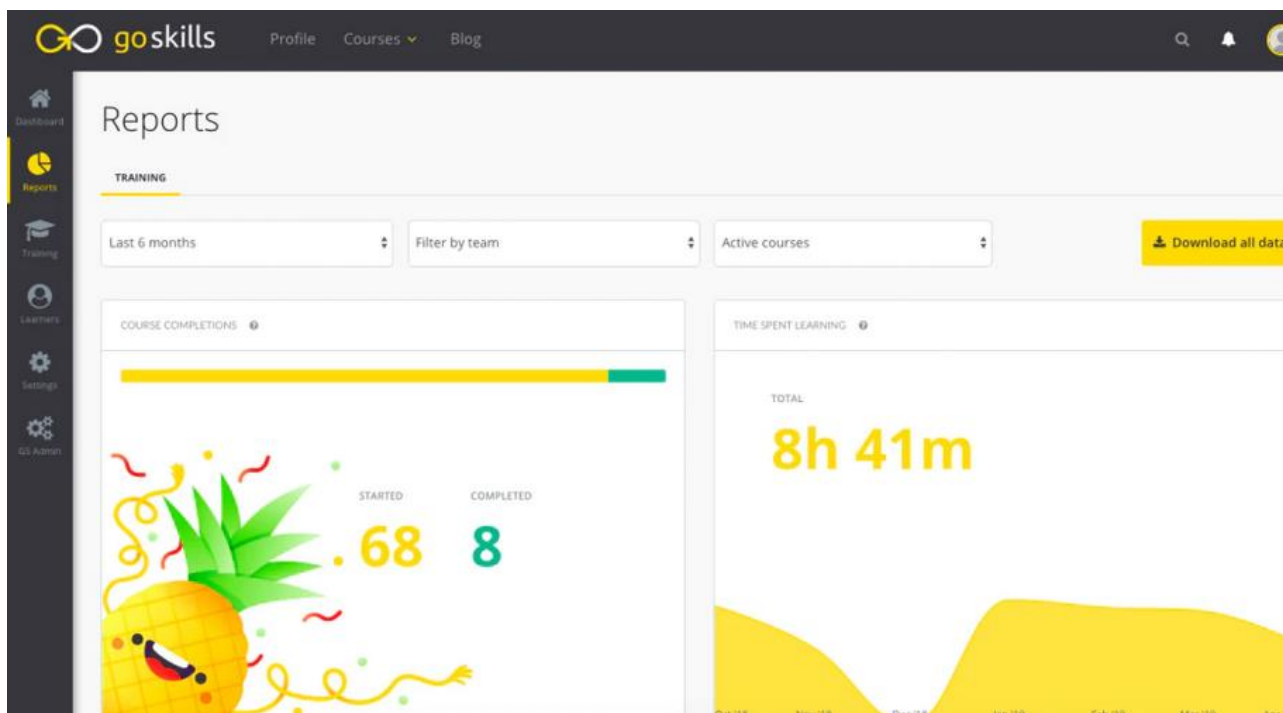 goskills Profile Courses Blog
Dashboard
Reports
Training
Learners
Settings
GS Admin
Reports
TRAINING
Last 6 months Filter by team Active courses Download all data
COURSE COMPLETIONS TIME SPENT LEARNING
TOTAL
8h 41m
STARTED COMPLETED
68 8